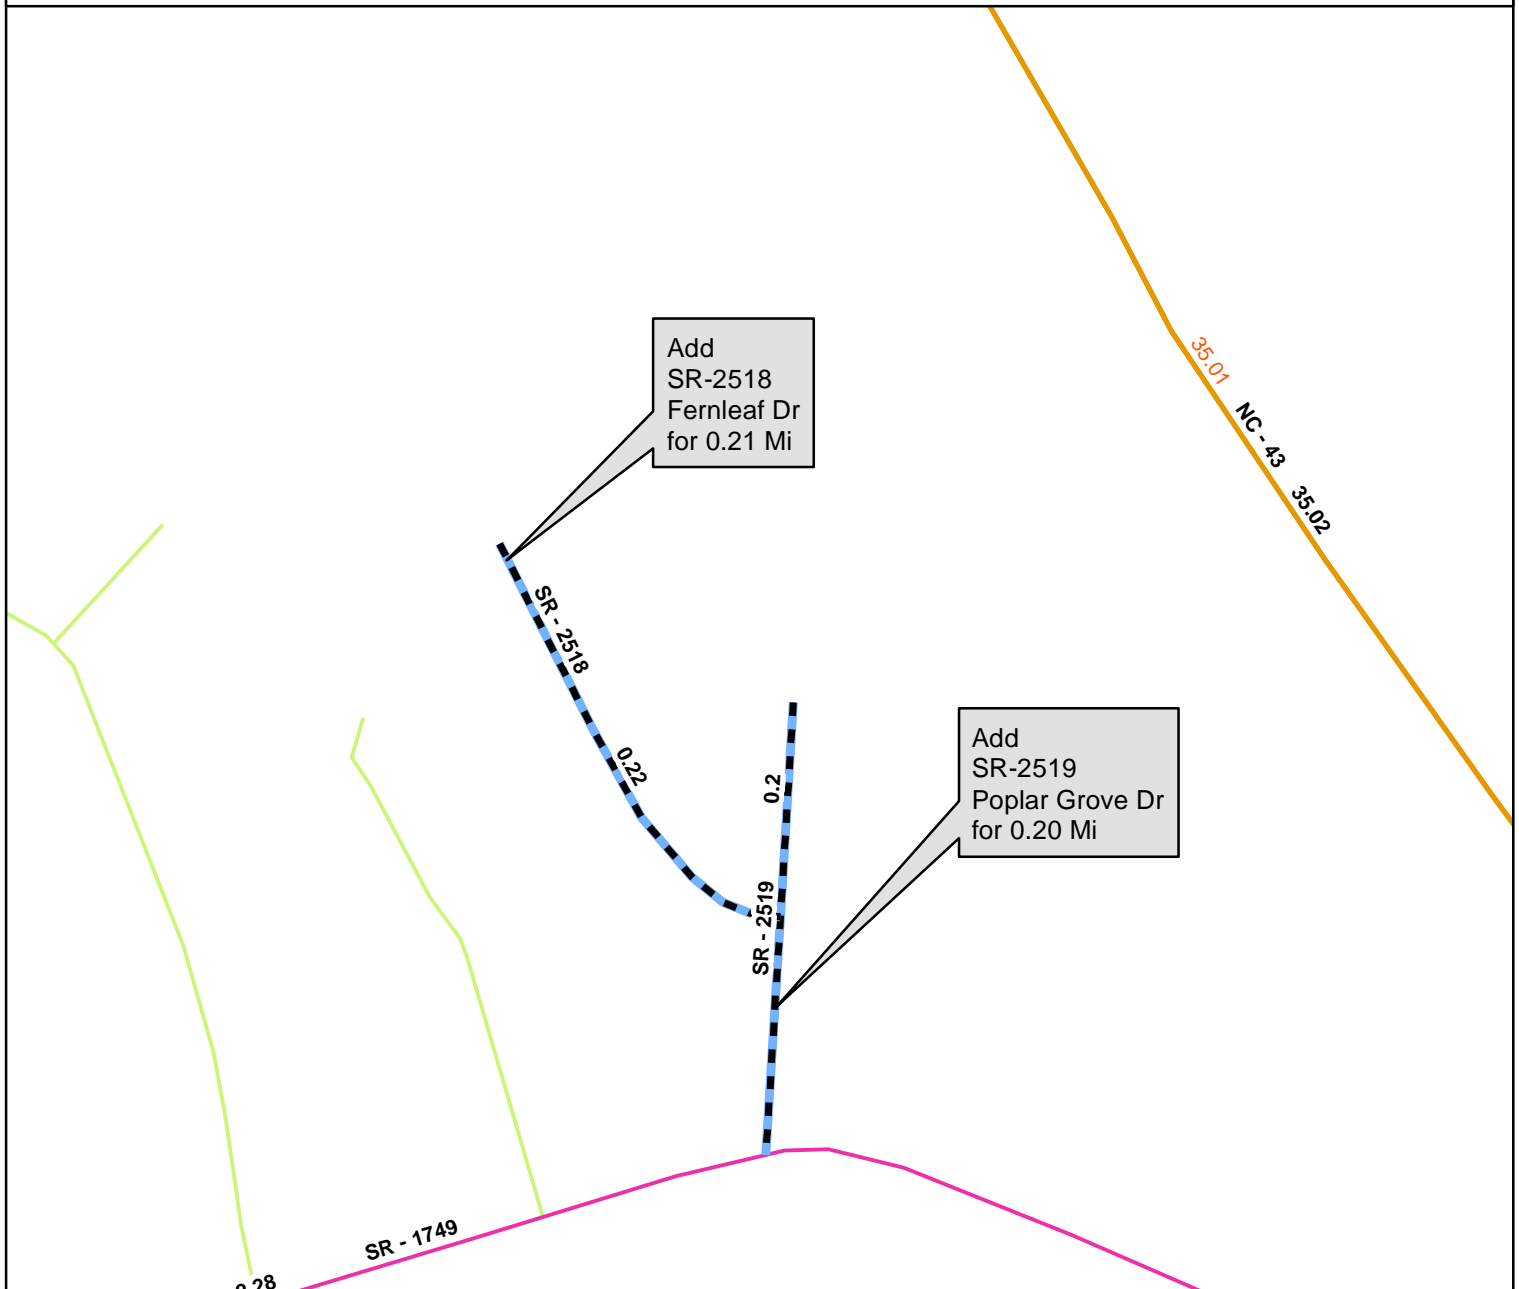 Add
SR-2518
Fernleaf Dr
for 0.21 Mi
35.01
NC - 43
35.02
SR - 2518
0.22
0.2
Add
SR-2519
Poplar Grove Dr
for 0.20 Mi
SR - 2519
SR - 1749